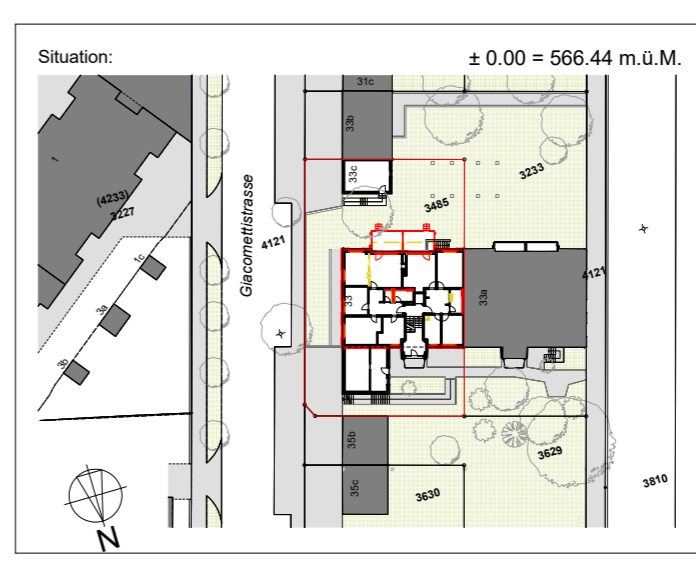 Situation:
± 0.00 = 566.44 m.ü.M.
31c
33b
1
(4233)
3227
33c
3233
3485
Giacomettistrasse
4121
4121
1c
33
33a
3a
3b
35b
3629
35c
3630
3810
N